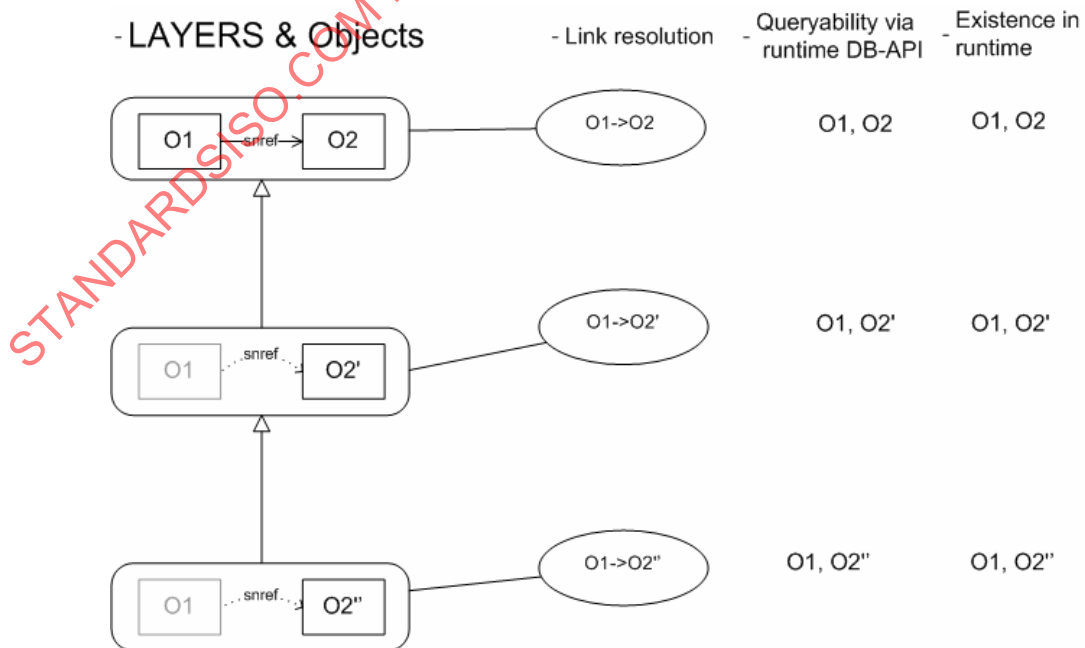 - LAYERS & Objects
- Link resolution
- Queryability via
runtime DB-API
- Existence in
runtime
O1
snref
O2
O1->O2
O1, O2
O1, O2
O1
snref
O2'
O1->O2'
O1, O2'
O1, O2'
O1
snref
O2''
O1->O2''
O1, O2''
O1, O2''
STANDARDSISO.COM